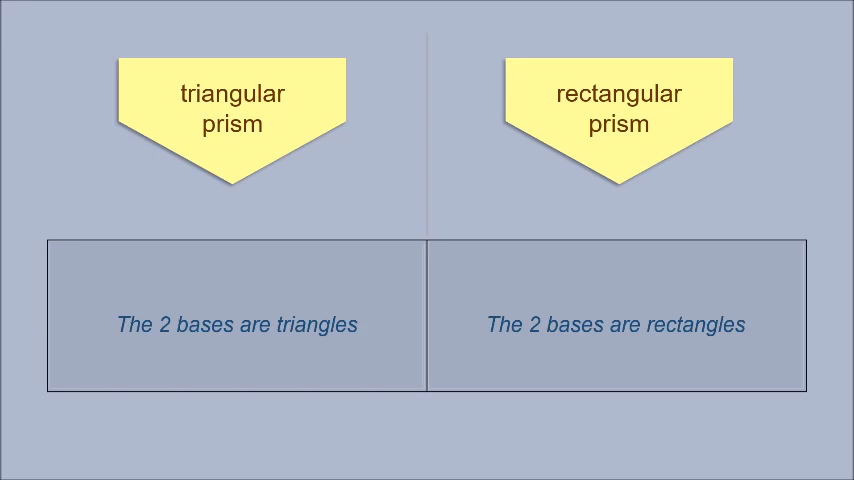 triangular
prism
rectangular
prism
The 2 bases are triangles
The 2 bases are rectangles